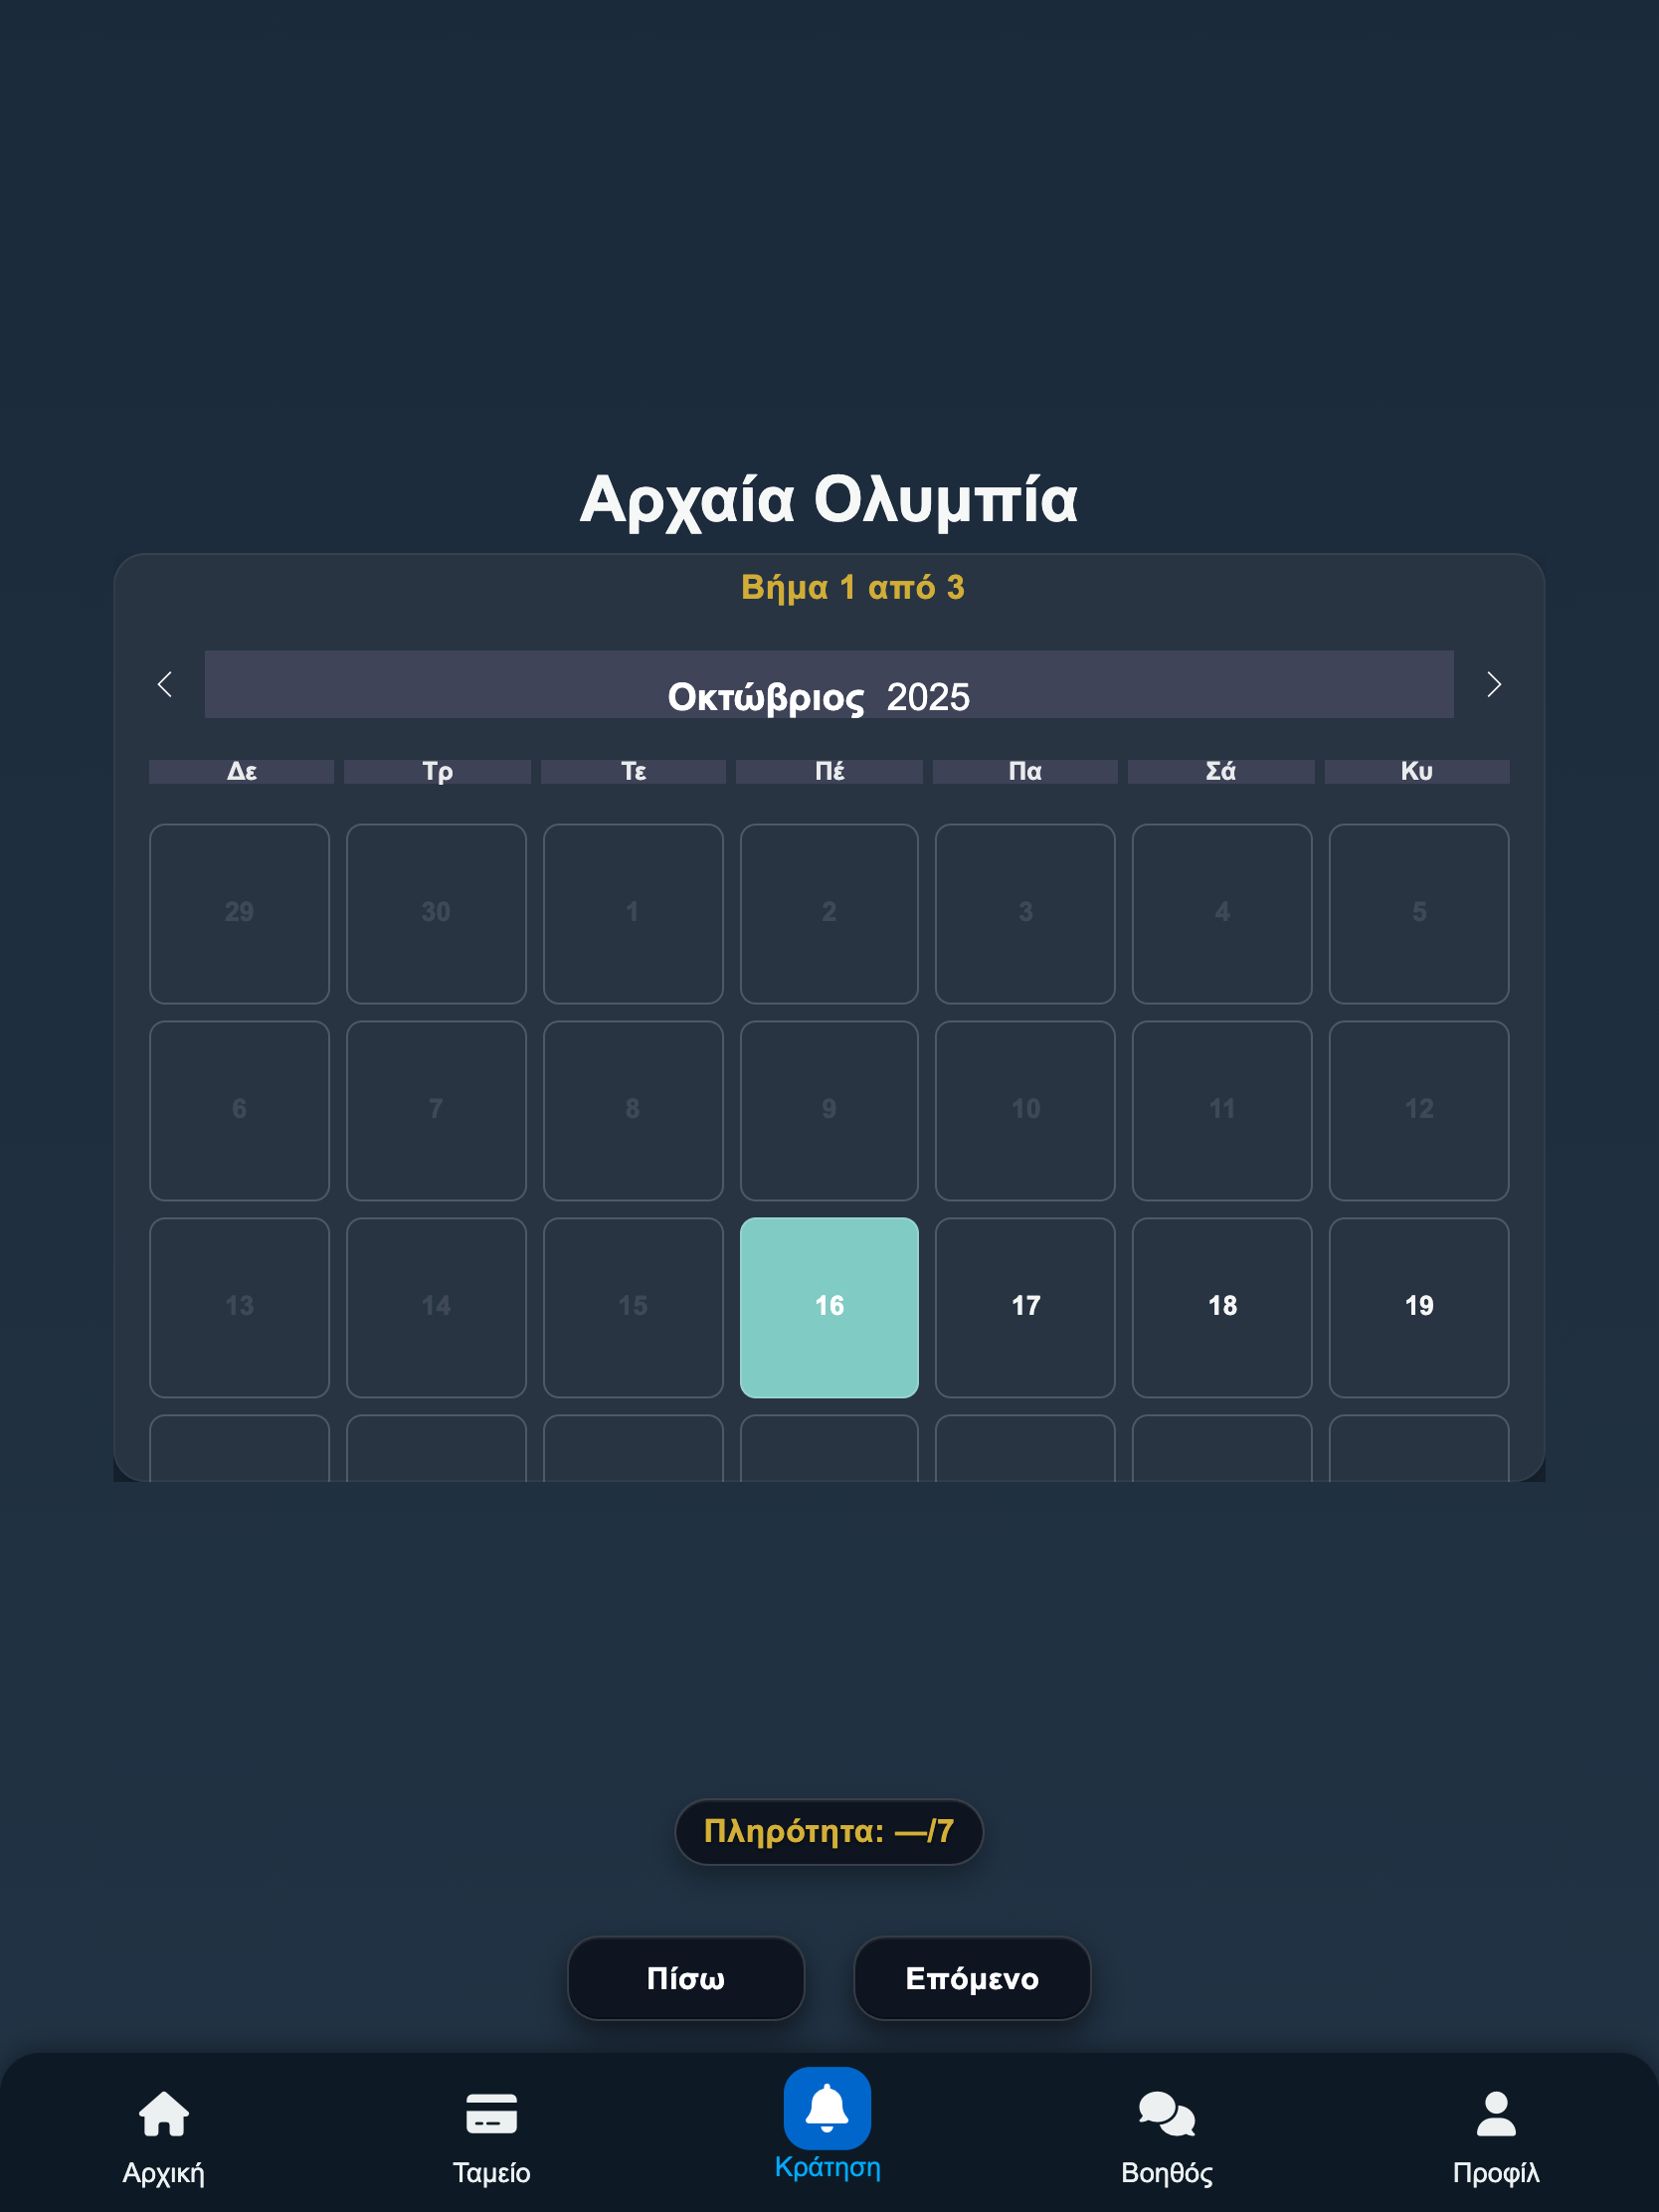 Αρχαία Ολυμπία
Βήμα 1 από 3
Οκτώβριος 2025
Δε Τρ Τε Πέ Πα Σά Κυ
29 30 1 2 3 4 5
6 7 8 9 10 11 12
13 14 15 16 17 18 19
Πληρότητα: —/7
Πίσω Επόμενο
Αρχική Ταμείο Κράτηση Βοηθός Προφίλ